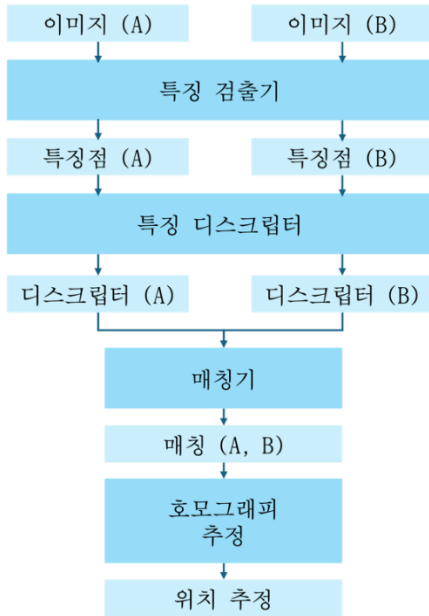 이미지 (A)
이미지 (B)
특징 검출기
특징점 (A)
특징점 (B)
특징 디스크립터
디스크립터 (A)
디스크립터 (B)
매칭기
매칭 (A, B)
호모그래피
추정
위치 추정